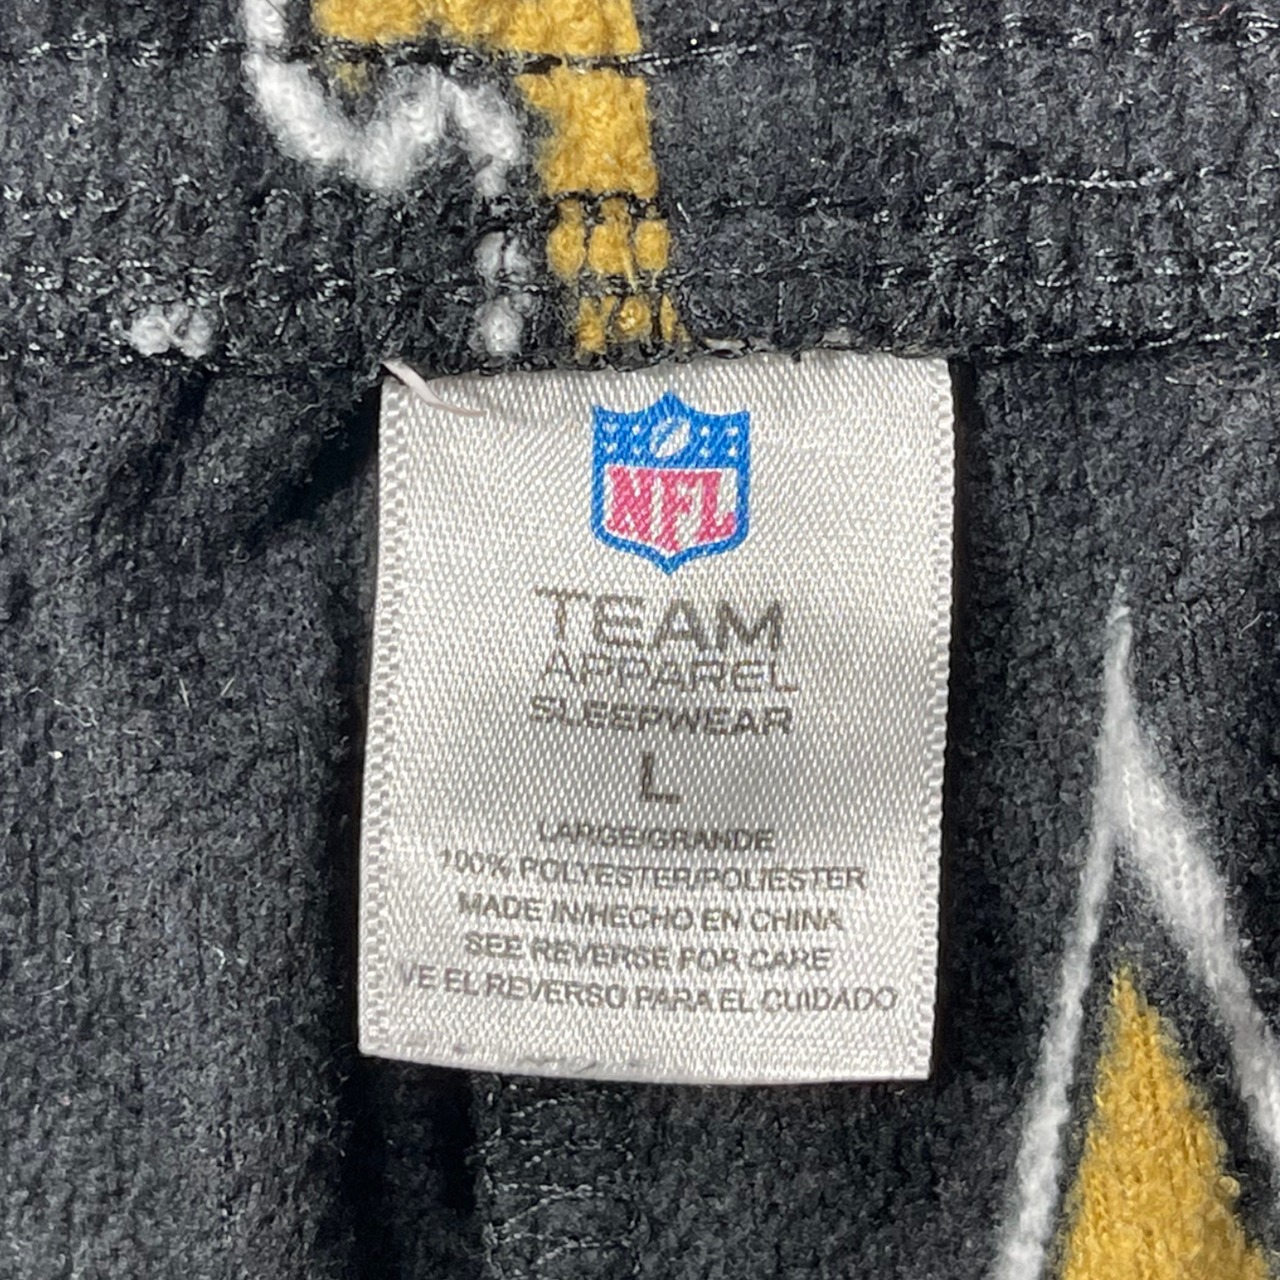 NFL
TEAM
APPAREL
SLEEPWEAR
L
LARGE/GRANDE
100% POLYESTER/POLIESTER
MADE IN/HECHO EN CHINA
SEE REVERSE FOR CARE
VE EL REVERSO PARA EL CUIDADO